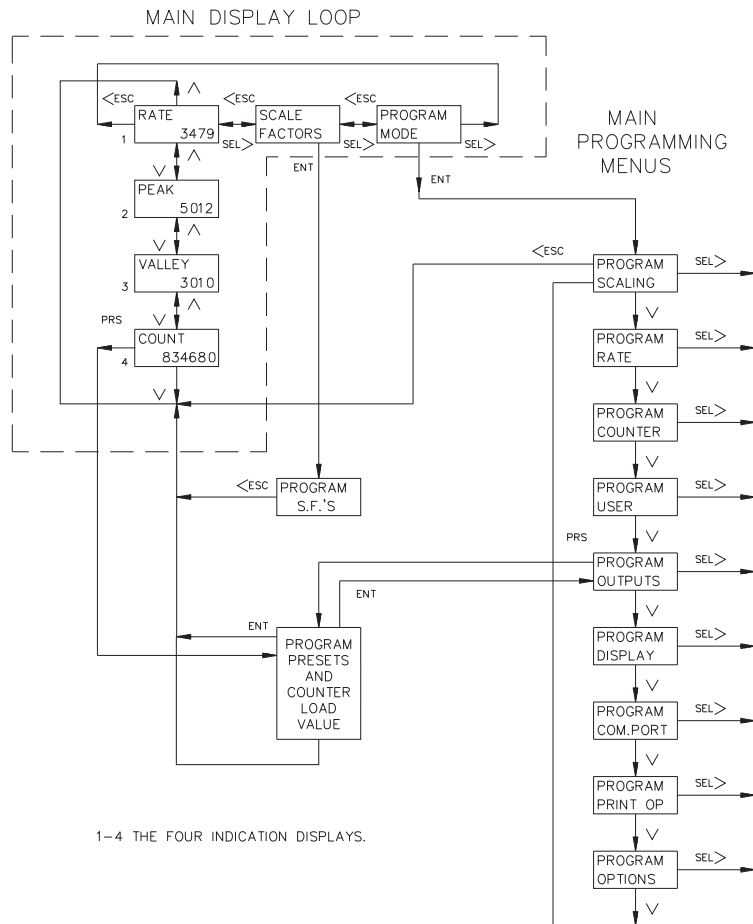 MAIN DISPLAY LOOP
<ESC
<ESC
<ESC
RATE
3479
1
SEL>
SCALE
FACTORS
SEL>
PROGRAM
MODE
SEL>
MAIN
PROGRAMMING
MENUS
ENT
ENT
PEAK
5012
2
VALLEY
3010
3
PRS
COUNT
834680
4
<ESC
PROGRAM
SCALING
SEL>
PROGRAM
RATE
SEL>
PROGRAM
COUNTER
SEL>
<ESC
PROGRAM
S.F.'S
PROGRAM
USER
SEL>
PRS
PROGRAM
OUTPUTS
SEL>
ENT
ENT
PROGRAM
PRESETS
AND
COUNTER
LOAD
VALUE
PROGRAM
DISPLAY
SEL>
PROGRAM
COM.PORT
SEL>
PROGRAM
PRINT OP
SEL>
1-4 THE FOUR INDICATION DISPLAYS.
PROGRAM
OPTIONS
SEL>